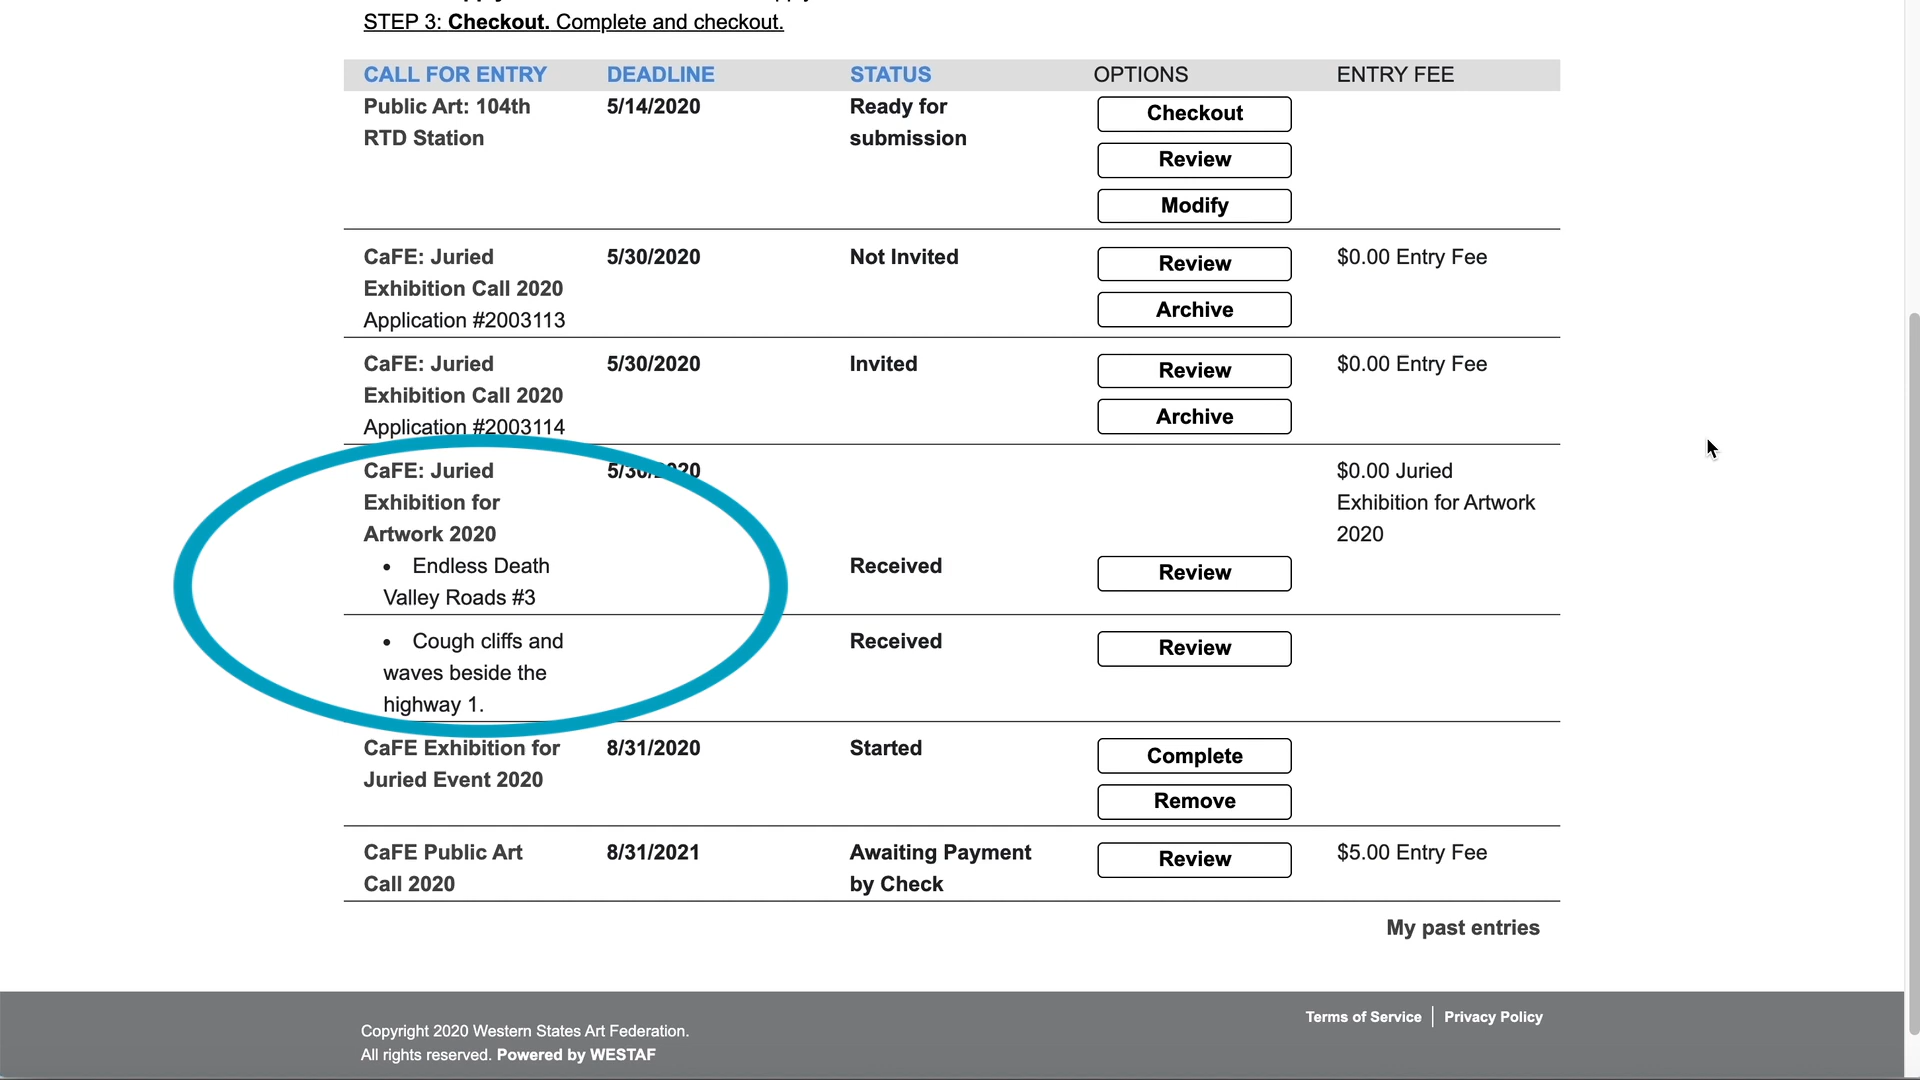 STEP 3: Checkout. Complete and checkout.
CALL FOR ENTRY DEADLINE STATUS OPTIONS ENTRY FEE
Public Art: 104th 5/14/2020 Ready for Checkout
RTD Station submission
Review
Modify
CaFE: Juried 5/30/2020 Not Invited Review $0.00 Entry Fee
Exhibition Call 2020
Application #2003113 Archive
CaFE: Juried 5/30/2020 Invited Review $0.00 Entry Fee
Exhibition Call 2020
Application #2003114 Archive
CaFE: Juried 5/30/2020 $0.00 Juried
Exhibition for Exhibition for Artwork
Artwork 2020 2020
• Endless Death Received Review
Valley Roads #3
• Cough cliffs and Received Review
waves beside the
highway 1.
CaFE Exhibition for 8/31/2020 Started Complete
Juried Event 2020
Remove
CaFE Public Art 8/31/2021 Awaiting Payment Review $5.00 Entry Fee
Call 2020 by Check
My past entries
Terms of Service | Privacy Policy
Copyright 2020 Western States Art Federation.
All rights reserved. Powered by WESTAF